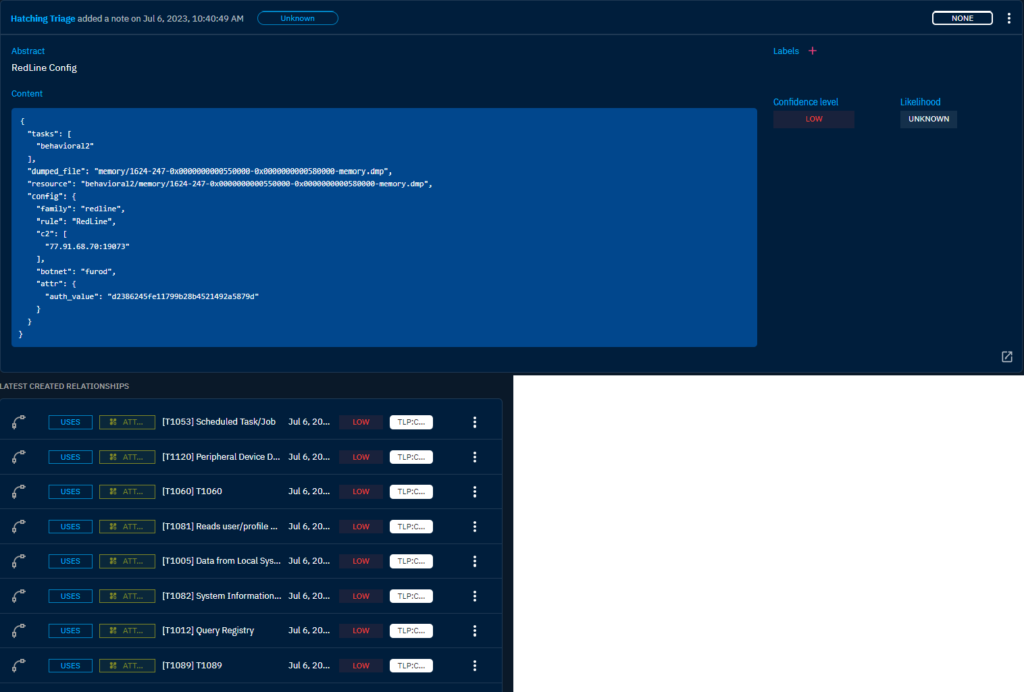 Hatching Triage added a note on Jul 6, 2023, 10:40:49 AM Unknown NONE
Abstract
RedLine Config
Labels +
Content
Confidence level Likelihood
LOW UNKNOWN
{
"tasks": [
"behavioral2"
],
"dumped_file": "memory/1624-247-0x0000000000550000-0x0000000000580000-memory.dmp",
"resource": "behavioral2/memory/1624-247-0x0000000000550000-0x0000000000580000-memory.dmp",
"config": {
"family": "redline",
"rule": "RedLine",
"c2": [
"77.91.68.70:19073"
],
"botnet": "furod",
"attr": {
"auth_value": "d2386245fe11799b28b4521492a5879d"
}
}
}
LATEST CREATED RELATIONSHIPS
USES ATT... [T1053] Scheduled Task/Job Jul 6, 20... LOW TLP:C...
USES ATT... [T1120] Peripheral Device D... Jul 6, 20... LOW TLP:C...
USES ATT... [T1060] T1060 Jul 6, 20... LOW TLP:C...
USES ATT... [T1081] Reads user/profile ... Jul 6, 20... LOW TLP:C...
USES ATT... [T1005] Data from Local Sys... Jul 6, 20... LOW TLP:C...
USES ATT... [T1082] System Information... Jul 6, 20... LOW TLP:C...
USES ATT... [T1012] Query Registry Jul 6, 20... LOW TLP:C...
USES ATT... [T1089] T1089 Jul 6, 20... LOW TLP:C...